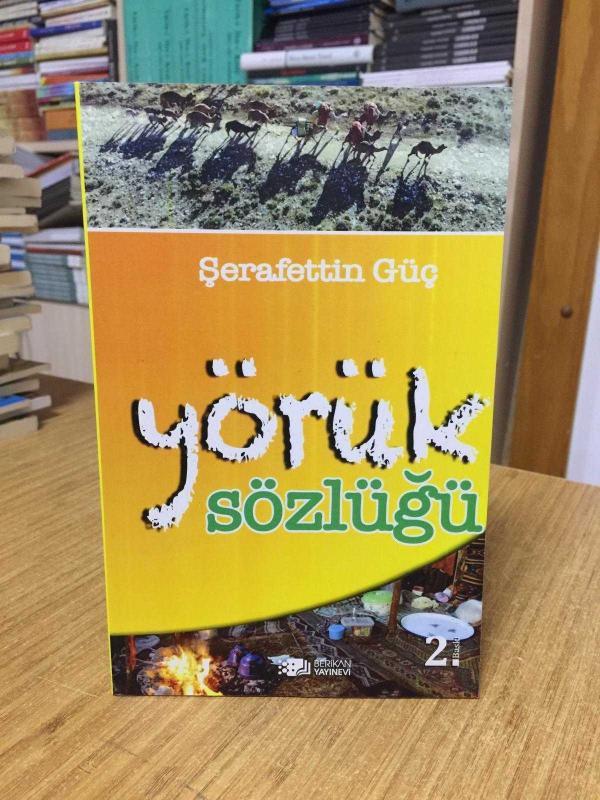 Şerafettin Güç
yörük
sözlüğü
BERİKAN
YAYINEVİ
2.
Baskı